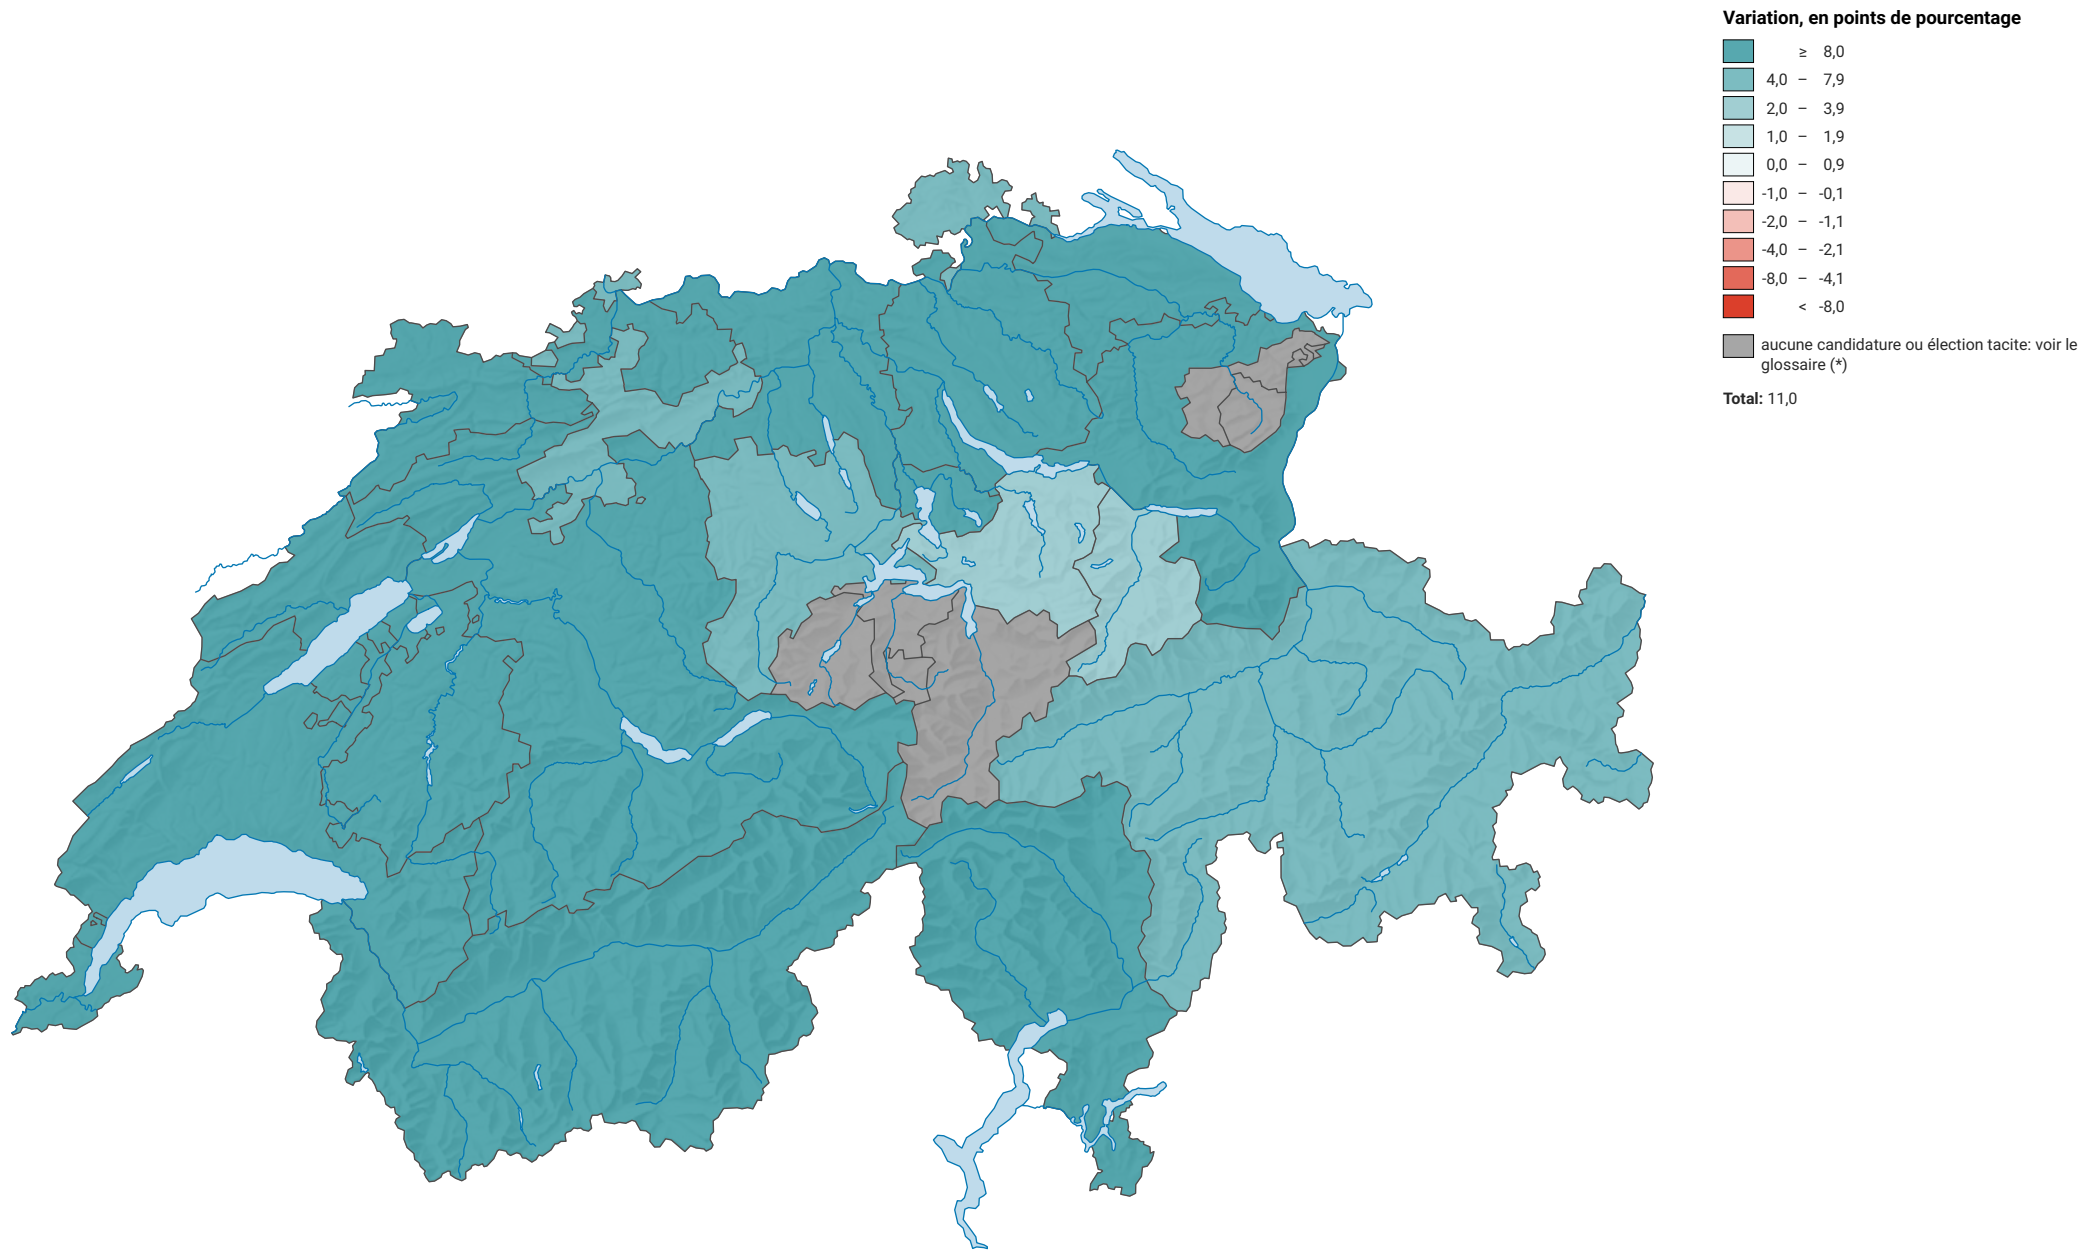 Variation, en points de pourcentage
≥ 8,0
4,0 – 7,9
2,0 – 3,9
1,0 – 1,9
0,0 – 0,9
-1,0 – -0,1
-2,0 – -1,1
-4,0 – -2,1
-8,0 – -4,1
< -8,0
aucune candidature ou élection tacite: voir le
glossaire (*)
Total: 11,0